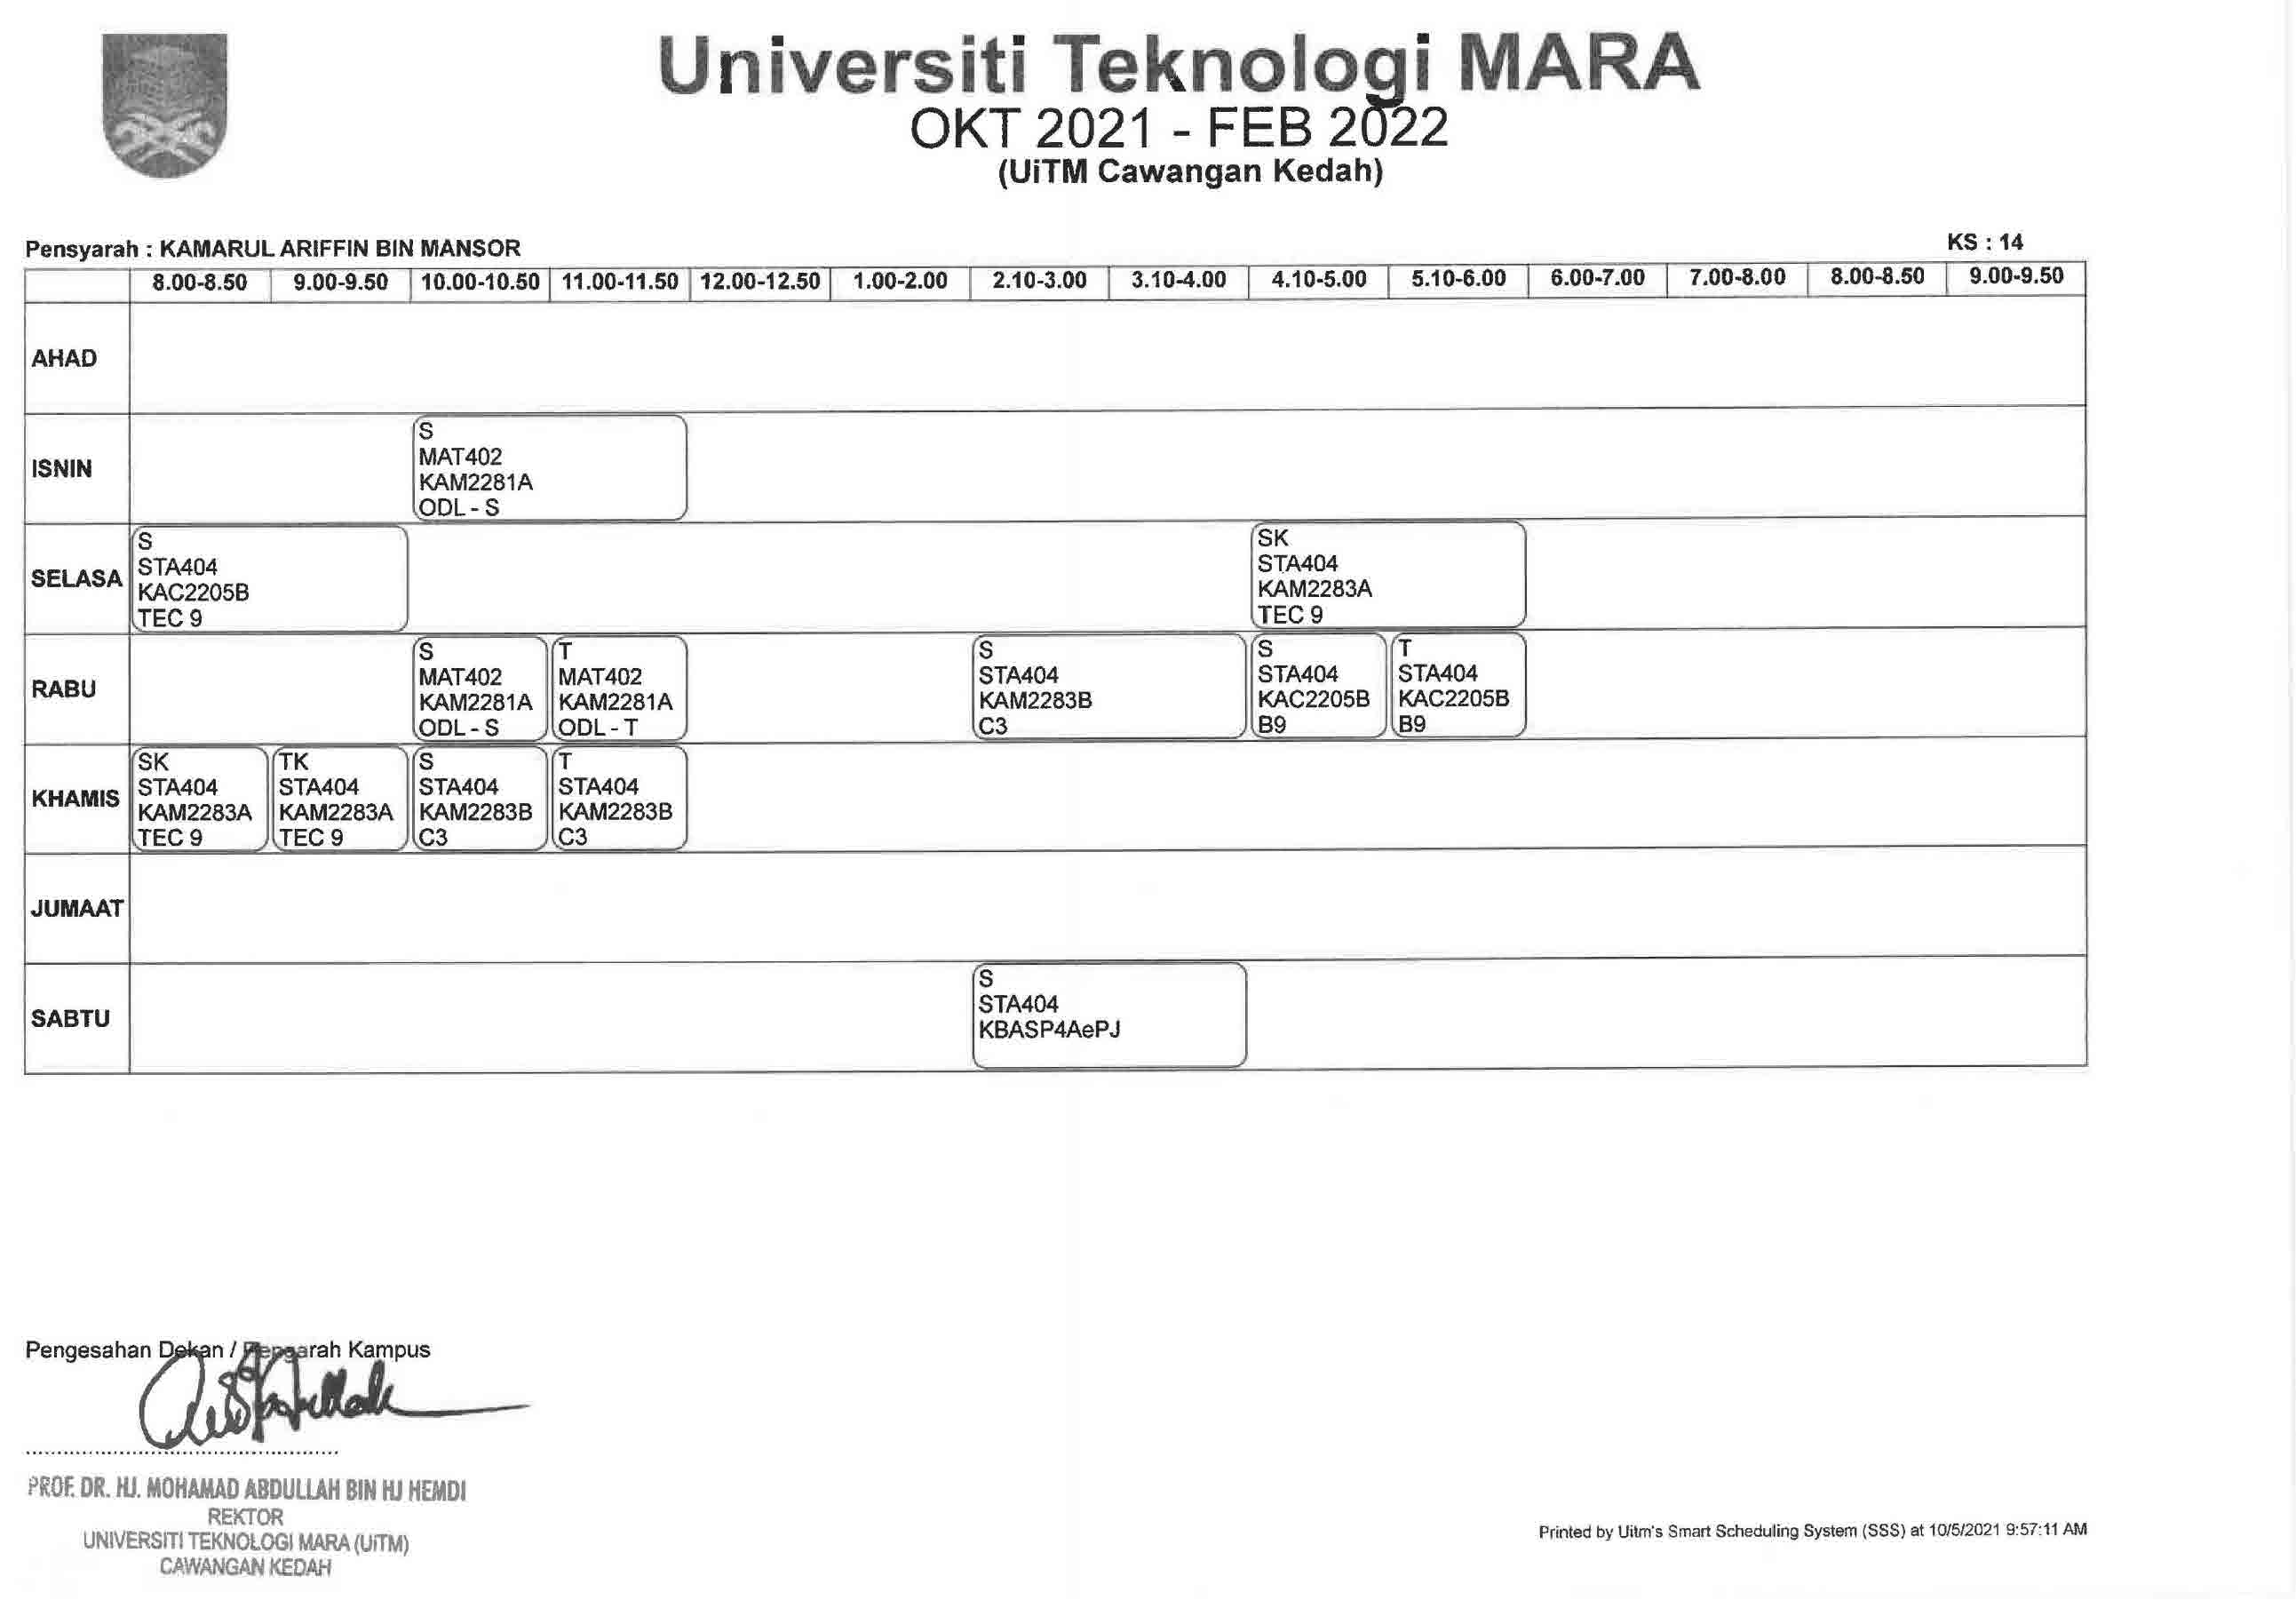 Universiti Teknologi MARA
OKT 2021 - FEB 2022
(UiTM Cawangan Kedah)
Pensyarah : KAMARUL ARIFFIN BIN MANSOR
KS : 14
8.00-8.50 9.00-9.50 10.00-10.50 11.00-11.50 12.00-12.50 1.00-2.00 2.10-3.00 3.10-4.00 4.10-5.00 5.10-6.00 6.00-7.00 7.00-8.00 8.00-8.50 9.00-9.50
AHAD
ISNIN
S
MAT402
KAM2281A
ODL - S
SELASA
S
STA404
KAC2205B
TEC 9
SK
STA404
KAM2283A
TEC 9
RABU
S
MAT402
KAM2281A
ODL - S
T
MAT402
KAM2281A
ODL - T
S
STA404
KAM2283B
C3
S
STA404
KAC2205B
B9
T
STA404
KAC2205B
B9
KHAMIS
SK
STA404
KAM2283A
TEC 9
TK
STA404
KAM2283A
TEC 9
S
STA404
KAM2283B
C3
T
STA404
KAM2283B
C3
JUMAAT
SABTU
S
STA404
KBASP4AePJ
Pengesahan Dekan / Pengarah Kampus
PROF. DR. HJ. MOHAMAD ABDULLAH BIN HJ HEMDI
REKTOR
UNIVERSITI TEKNOLOGI MARA (UiTM)
CAWANGAN KEDAH
Printed by Uitm's Smart Scheduling System (SSS) at 10/5/2021 9:57:11 AM